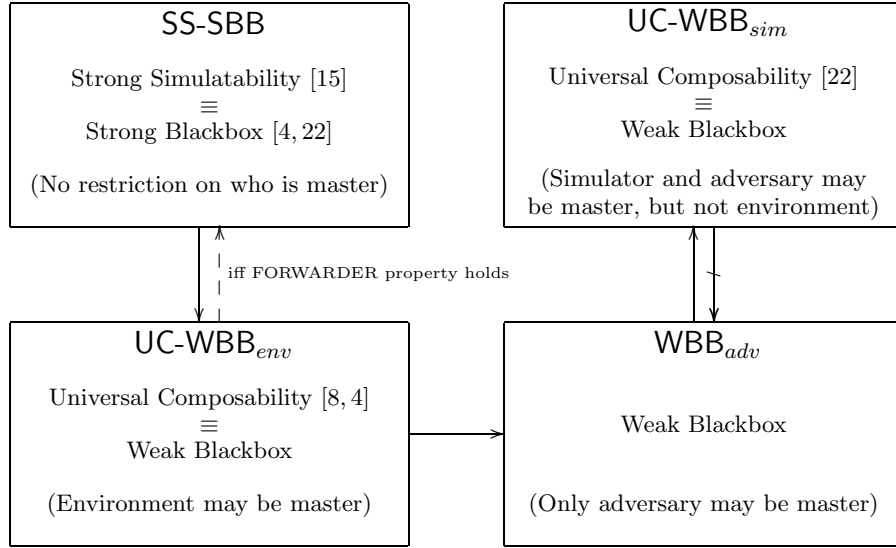 SS-SBB
Strong Simulatability [15]
≡
Strong Blackbox [4, 22]
(No restriction on who is master)
UC-WBB_sim
Universal Composability [22]
≡
Weak Blackbox
(Simulator and adversary may
be master, but not environment)
iff FORWARDER property holds
UC-WBB_env
Universal Composability [8, 4]
≡
Weak Blackbox
(Environment may be master)
WBB_adv
Weak Blackbox
(Only adversary may be master)